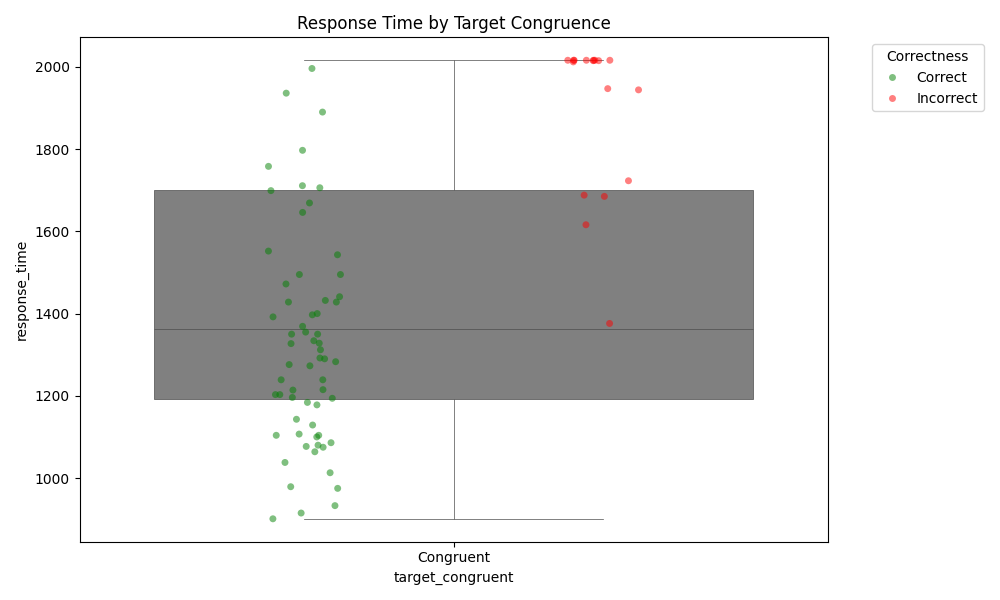 Response Time by Target Congruence
Correctness
Correct
Incorrect
response_time
2000
1800
1600
1400
1200
1000
Congruent
target_congruent